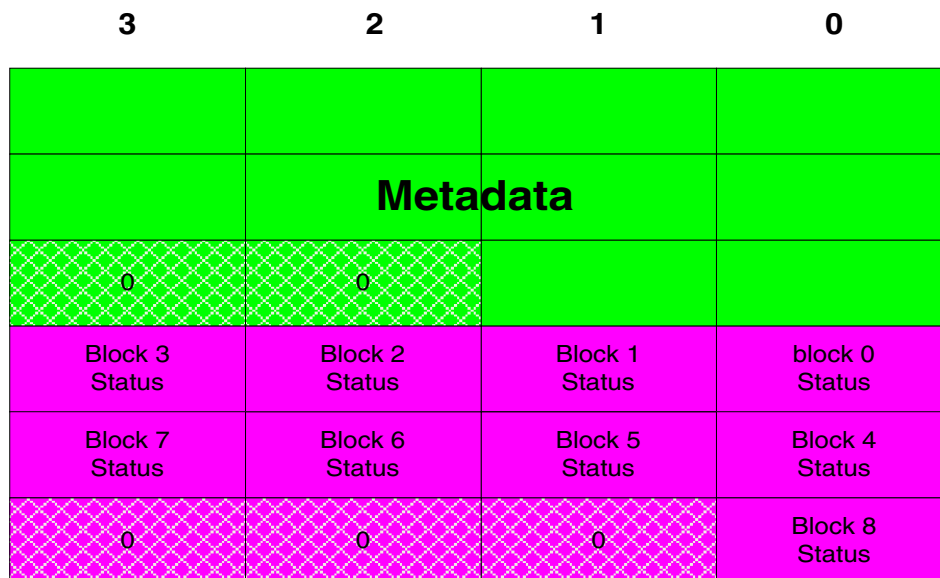 3 2 1 0
Metadata
0 0
Block 3 Block 2 Block 1 block 0
Status Status Status Status
Block 7 Block 6 Block 5 Block 4
Status Status Status Status
0 0 0 Block 8
Status